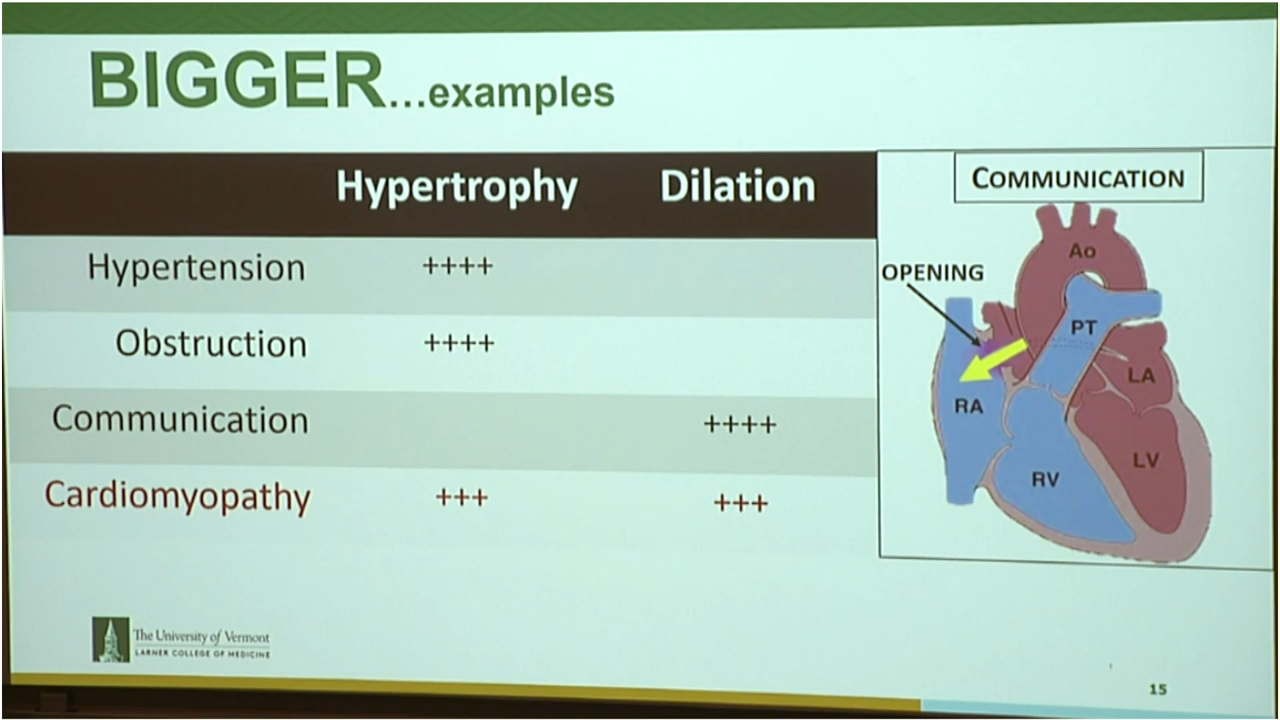 BIGGER...examples
Hypertrophy Dilation
Hypertension ++++
Obstruction ++++
Communication ++++
Cardiomyopathy +++ +++
COMMUNICATION
OPENING
Ao
PT
LA
RA
LV
RV
The University of Vermont
LARNER COLLEGE OF MEDICINE
15